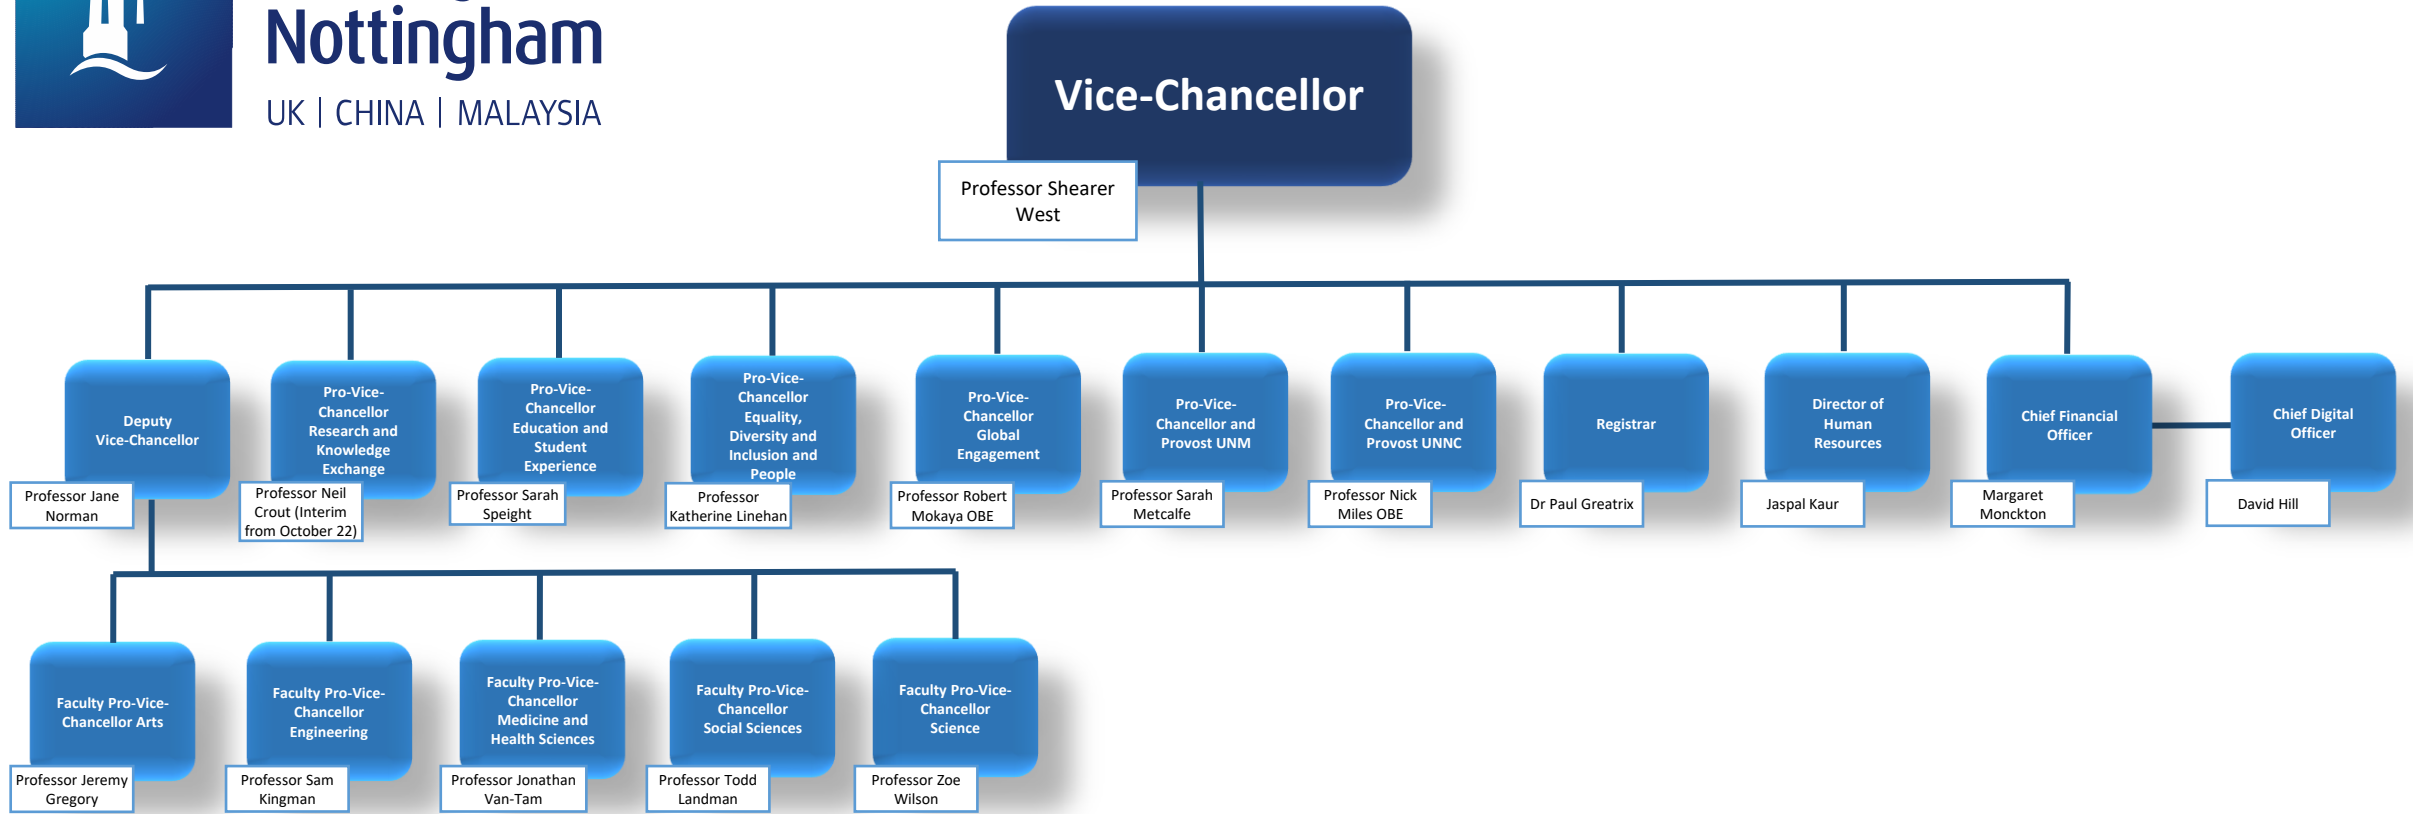 Nottingham
UK | CHINA | MALAYSIA
Vice-Chancellor
Professor Shearer
West
Deputy
Vice-Chancellor
Professor Jane
Norman
Pro-Vice-
Chancellor
Research and
Knowledge
Exchange
Professor Neil
Crout (Interim
from October 22)
Pro-Vice-
Chancellor
Education and
Student
Experience
Professor Sarah
Speight
Pro-Vice-
Chancellor
Equality,
Diversity and
Inclusion and
People
Professor
Katherine Linehan
Pro-Vice-
Chancellor
Global
Engagement
Professor Robert
Mokaya OBE
Pro-Vice-
Chancellor and
Provost UNM
Professor Sarah
Metcalfe
Pro-Vice-
Chancellor and
Provost UNNC
Professor Nick
Miles OBE
Registrar
Dr Paul Greatrix
Director of
Human
Resources
Jaspal Kaur
Chief Financial
Officer
Margaret
Monckton
Chief Digital
Officer
David Hill
Faculty Pro-Vice-
Chancellor Arts
Professor Jeremy
Gregory
Faculty Pro-Vice-
Chancellor
Engineering
Professor Sam
Kingman
Faculty Pro-Vice-
Chancellor
Medicine and
Health Sciences
Professor Jonathan
Van-Tam
Faculty Pro-Vice-
Chancellor
Social Sciences
Professor Todd
Landman
Faculty Pro-Vice-
Chancellor
Science
Professor Zoe
Wilson